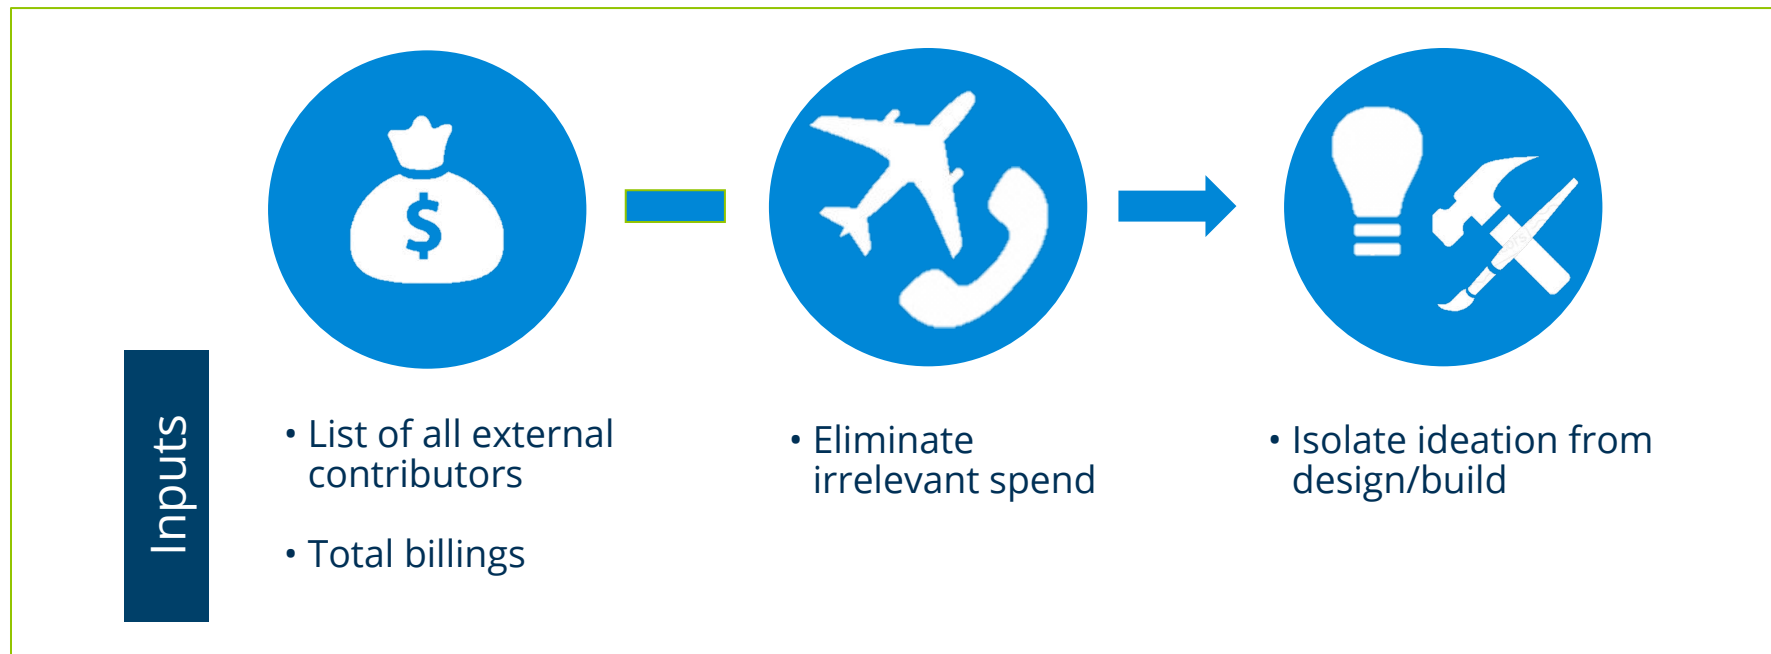 $
Inputs
• List of all external
contributors
• Total billings
• Eliminate
irrelevant spend
• Isolate ideation from
design/build